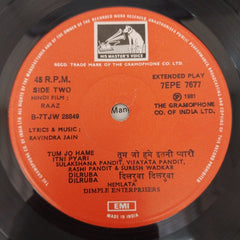 REGD. TRADE MARK OF THE GRAMOPHONE CO. LTD.
HIS MASTER'S VOICE
45 R.P.M.
SIDE TWO
HINDI FILM :
RAAZ
EXTENDED PLAY
7EPE 7677
B-7TJW 28849
℗ 1981
THE GRAMOPHONE
CO. OF INDIA LTD.
Mani
LYRICS & MUSIC :
RAVINDRA JAIN
TUM JO HAME
ITNI PYARI
तुम जो हमे इतनी प्यारी
SULAKSHANA PANDIT, VIJAYATA PANDIT,
RASHI PANDIT & SURESH WADKAR
DILRUBA
DILRUBA
दिलरुबा दिलरुबा
HEMLATA
DIMPLE ENTERPRISERS
EMI
MADE IN INDIA